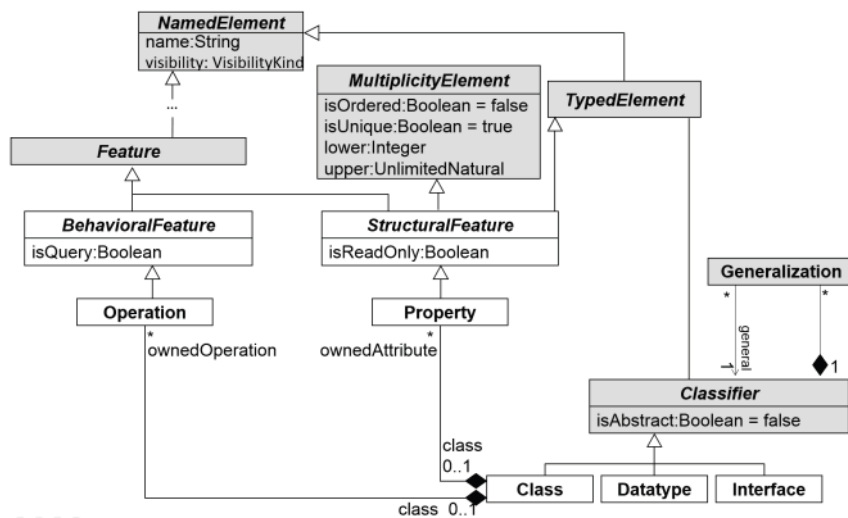 NamedElement
name:String
visibility: VisibilityKind
...
MultiplicityElement
isOrdered:Boolean = false
isUnique:Boolean = true
lower:Integer
upper:UnlimitedNatural
TypedElement
Feature
BehavioralFeature
isQuery:Boolean
StructuralFeature
isReadOnly:Boolean
Generalization
* *
general
1 1
Operation
Property
*
ownedOperation
*
ownedAttribute
Classifier
isAbstract:Boolean = false
class
0..1
Class
Datatype
Interface
class 0..1